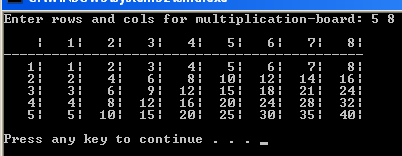 Enter rows and cols for multiplication-board: 5 8
¦ 1¦ 2¦ 3¦ 4¦ 5¦ 6¦ 7¦ 8¦
1¦ 1¦ 2¦ 3¦ 4¦ 5¦ 6¦ 7¦ 8¦
2¦ 2¦ 4¦ 6¦ 8¦ 10¦ 12¦ 14¦ 16¦
3¦ 3¦ 6¦ 9¦ 12¦ 15¦ 18¦ 21¦ 24¦
4¦ 4¦ 8¦ 12¦ 16¦ 20¦ 24¦ 28¦ 32¦
5¦ 5¦ 10¦ 15¦ 20¦ 25¦ 30¦ 35¦ 40¦
Press any key to continue . . . _